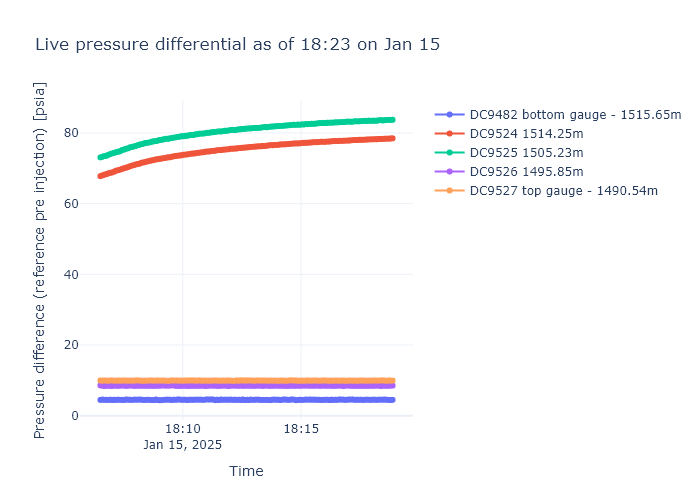 Live pressure differential as of 18:23 on Jan 15
Pressure difference (reference pre injection) [psia]
80
60
40
20
0
18:10
Jan 15, 2025
18:15
Time
DC9482 bottom gauge - 1515.65m
DC9524 1514.25m
DC9525 1505.23m
DC9526 1495.85m
DC9527 top gauge - 1490.54m